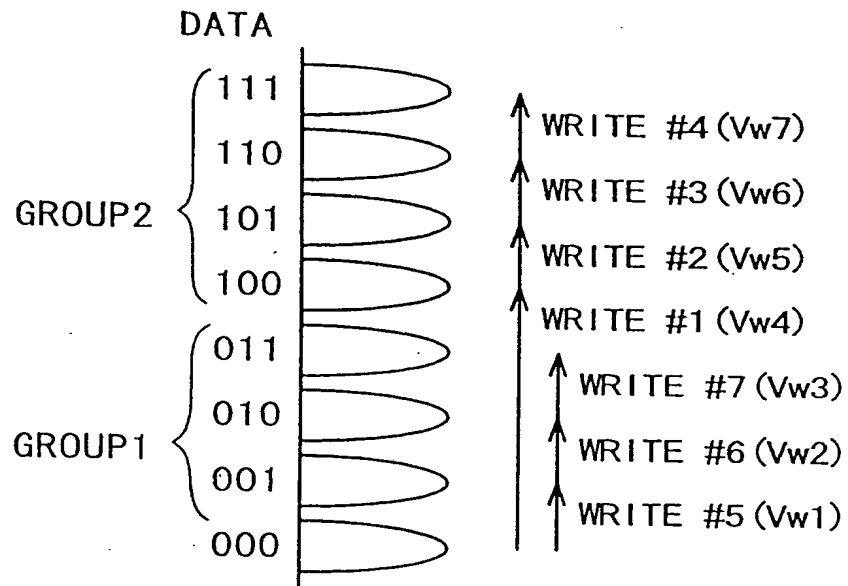 DATA
111
WRITE #4(Vw7)
110
WRITE #3(Vw6)
GROUP2
101
WRITE #2(Vw5)
100
WRITE #1(Vw4)
011
WRITE #7(Vw3)
010
GROUP1
WRITE #6(Vw2)
001
WRITE #5(Vw1)
000